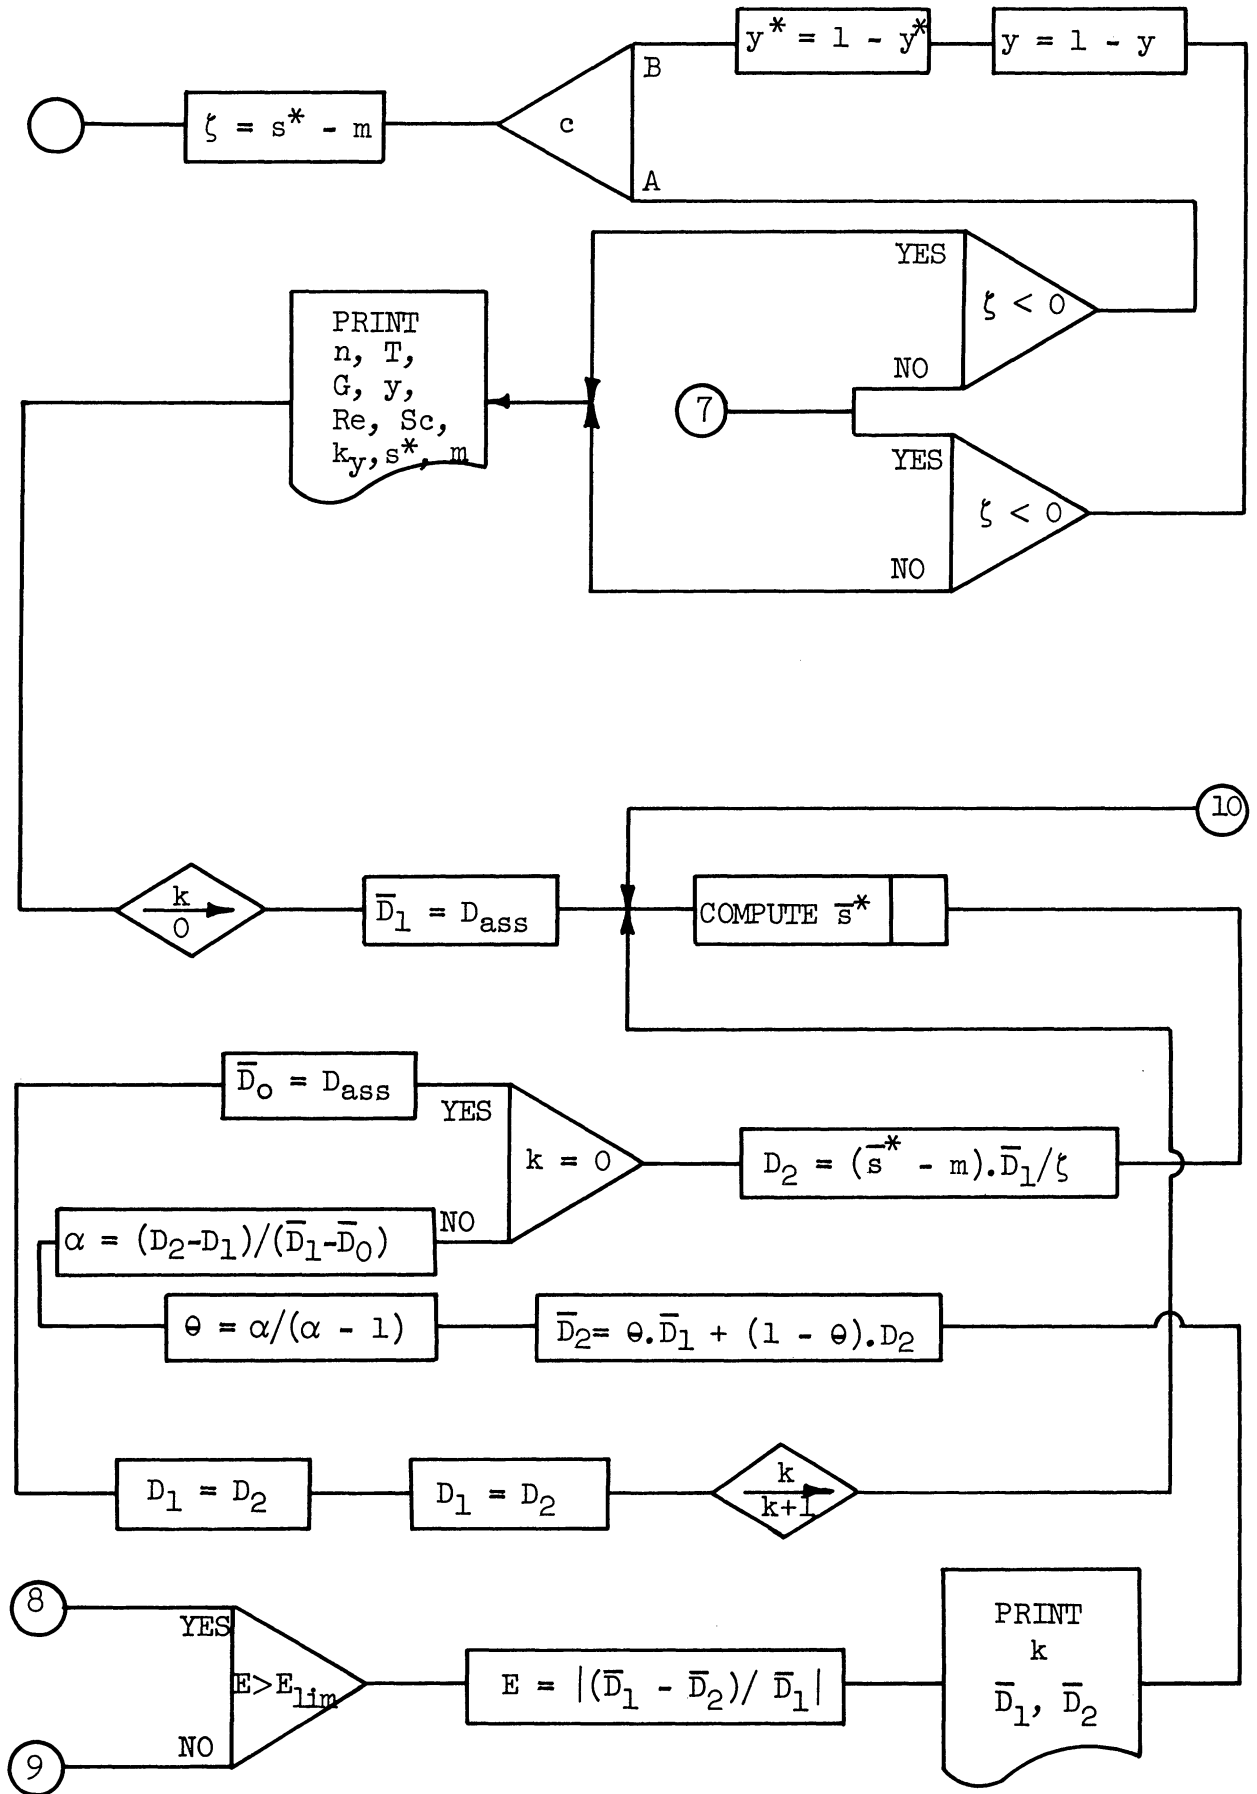 y* = 1 - y*
y = 1 - y
B
ζ = s* - m
c
A
YES
ζ < 0
NO
PRINT
n, T,
G, y,
Re, Sc,
ky, s*, m
7
YES
ζ < 0
NO
10
k
0
D̅1 = Dass
COMPUTE s̅*
D̅o = Dass
YES
k = 0
D2 = (s̅* - m).D̅1/ζ
NO
α = (D2-D1)/(D̅1-D̅0)
θ = α/(α - 1)
D̅2= θ.D̅1 + (1 - θ).D2
D1 = D2
D1 = D2
k
k+1
8
YES
E>Elim
NO
9
E = |(D̅1 - D̅2)/ D̅1|
PRINT
k
D̅1, D̅2